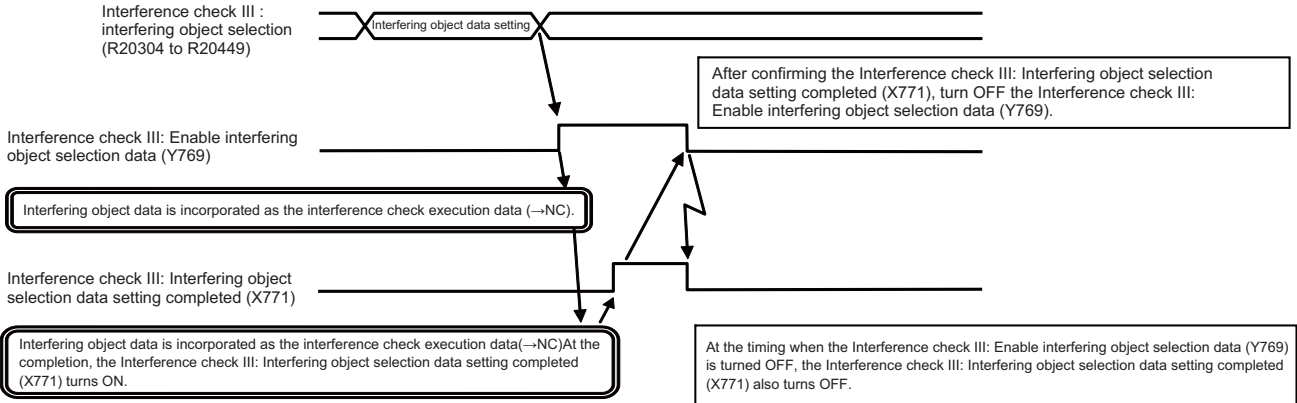 Interference check III :
interfering object selection
(R20304 to R20449)
Interfering object data setting
After confirming the Interference check III: Interfering object selection
data setting completed (X771), turn OFF the Interference check III:
Enable interfering object selection data (Y769).
Interference check III: Enable interfering
object selection data (Y769)
Interfering object data is incorporated as the interference check execution data (→NC).
Interference check III: Interfering object
selection data setting completed (X771)
Interfering object data is incorporated as the interference check execution data(→NC)At the
completion, the Interference check III: Interfering object selection data setting completed
(X771) turns ON.
At the timing when the Interference check III: Enable interfering object selection data (Y769)
is turned OFF, the Interference check III: Interfering object selection data setting completed
(X771) also turns OFF.